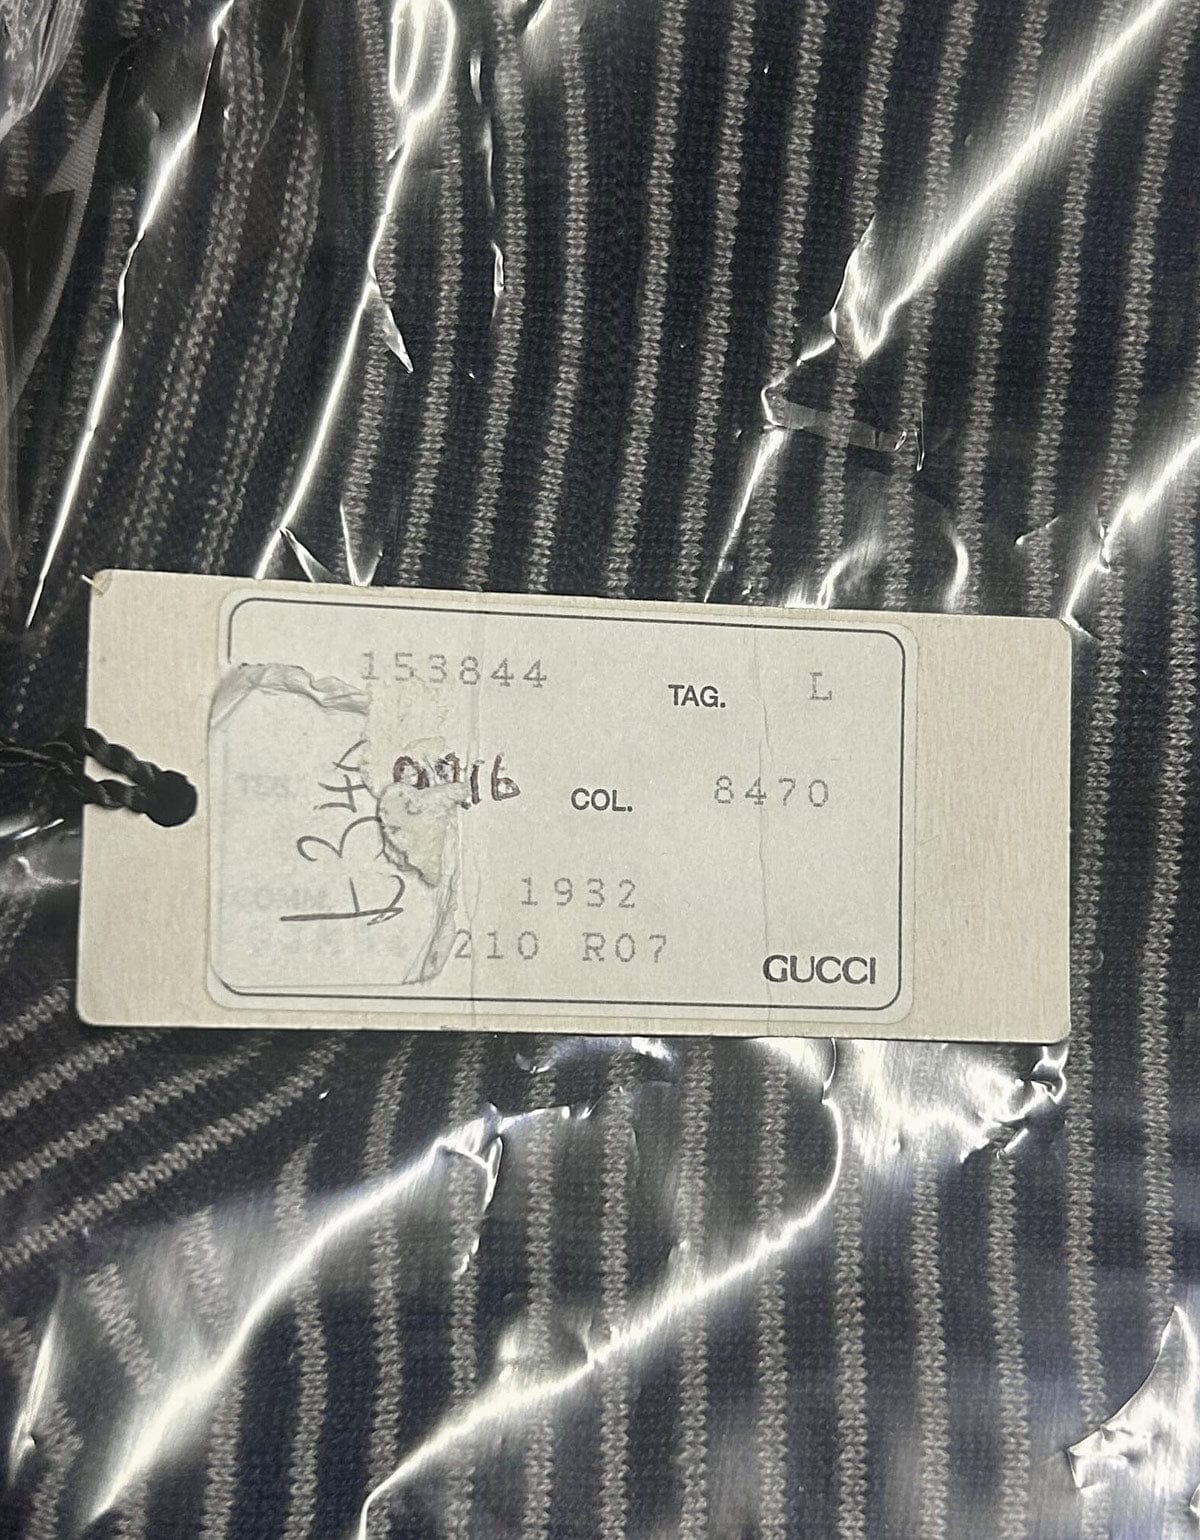 153844 TAG. L
COL. 8470
1932
210 R07
GUCCI